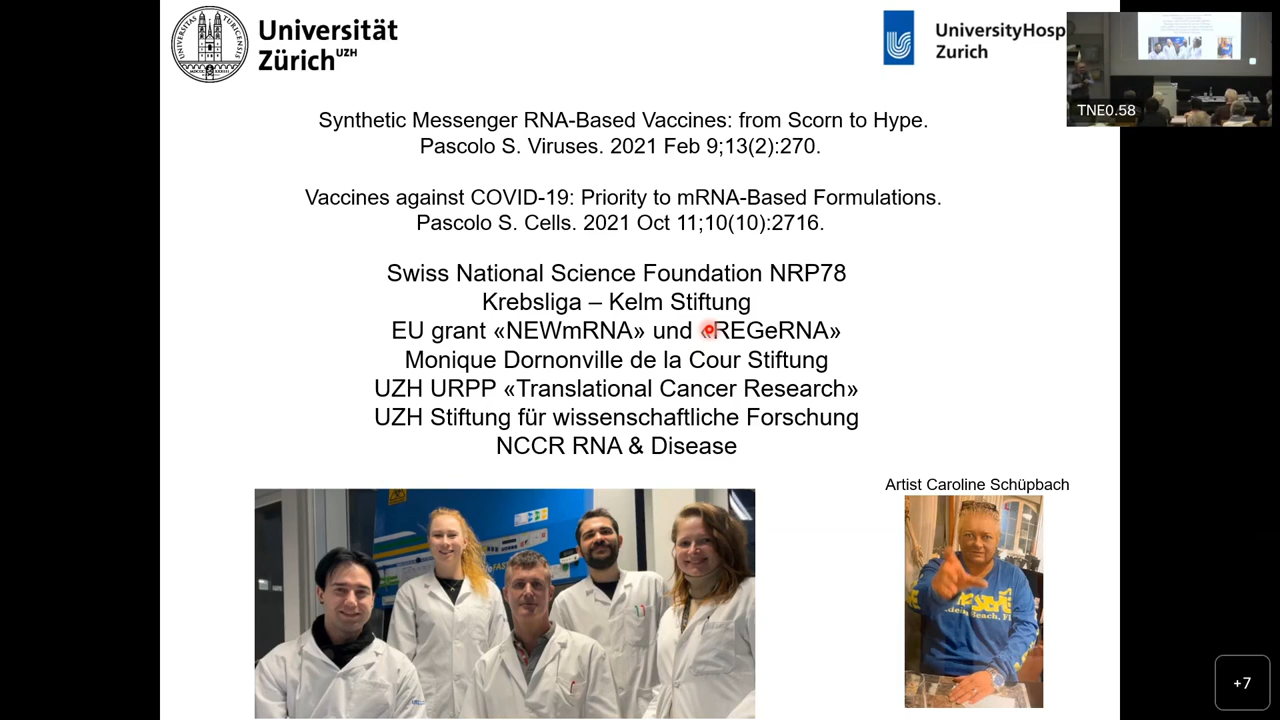 Universität
Zürich UZH
UniversityHosp
Zurich
TNE0.58
Synthetic Messenger RNA-Based Vaccines: from Scorn to Hype.
Pascolo S. Viruses. 2021 Feb 9;13(2):270.
Vaccines against COVID-19: Priority to mRNA-Based Formulations.
Pascolo S. Cells. 2021 Oct 11;10(10):2716.
Swiss National Science Foundation NRP78
Krebsliga – Kelm Stiftung
EU grant «NEWmRNA» und «REGeRNA»
Monique Dornonville de la Cour Stiftung
UZH URPP «Translational Cancer Research»
UZH Stiftung für wissenschaftliche Forschung
NCCR RNA & Disease
Artist Caroline Schüpbach
Beach,
+7